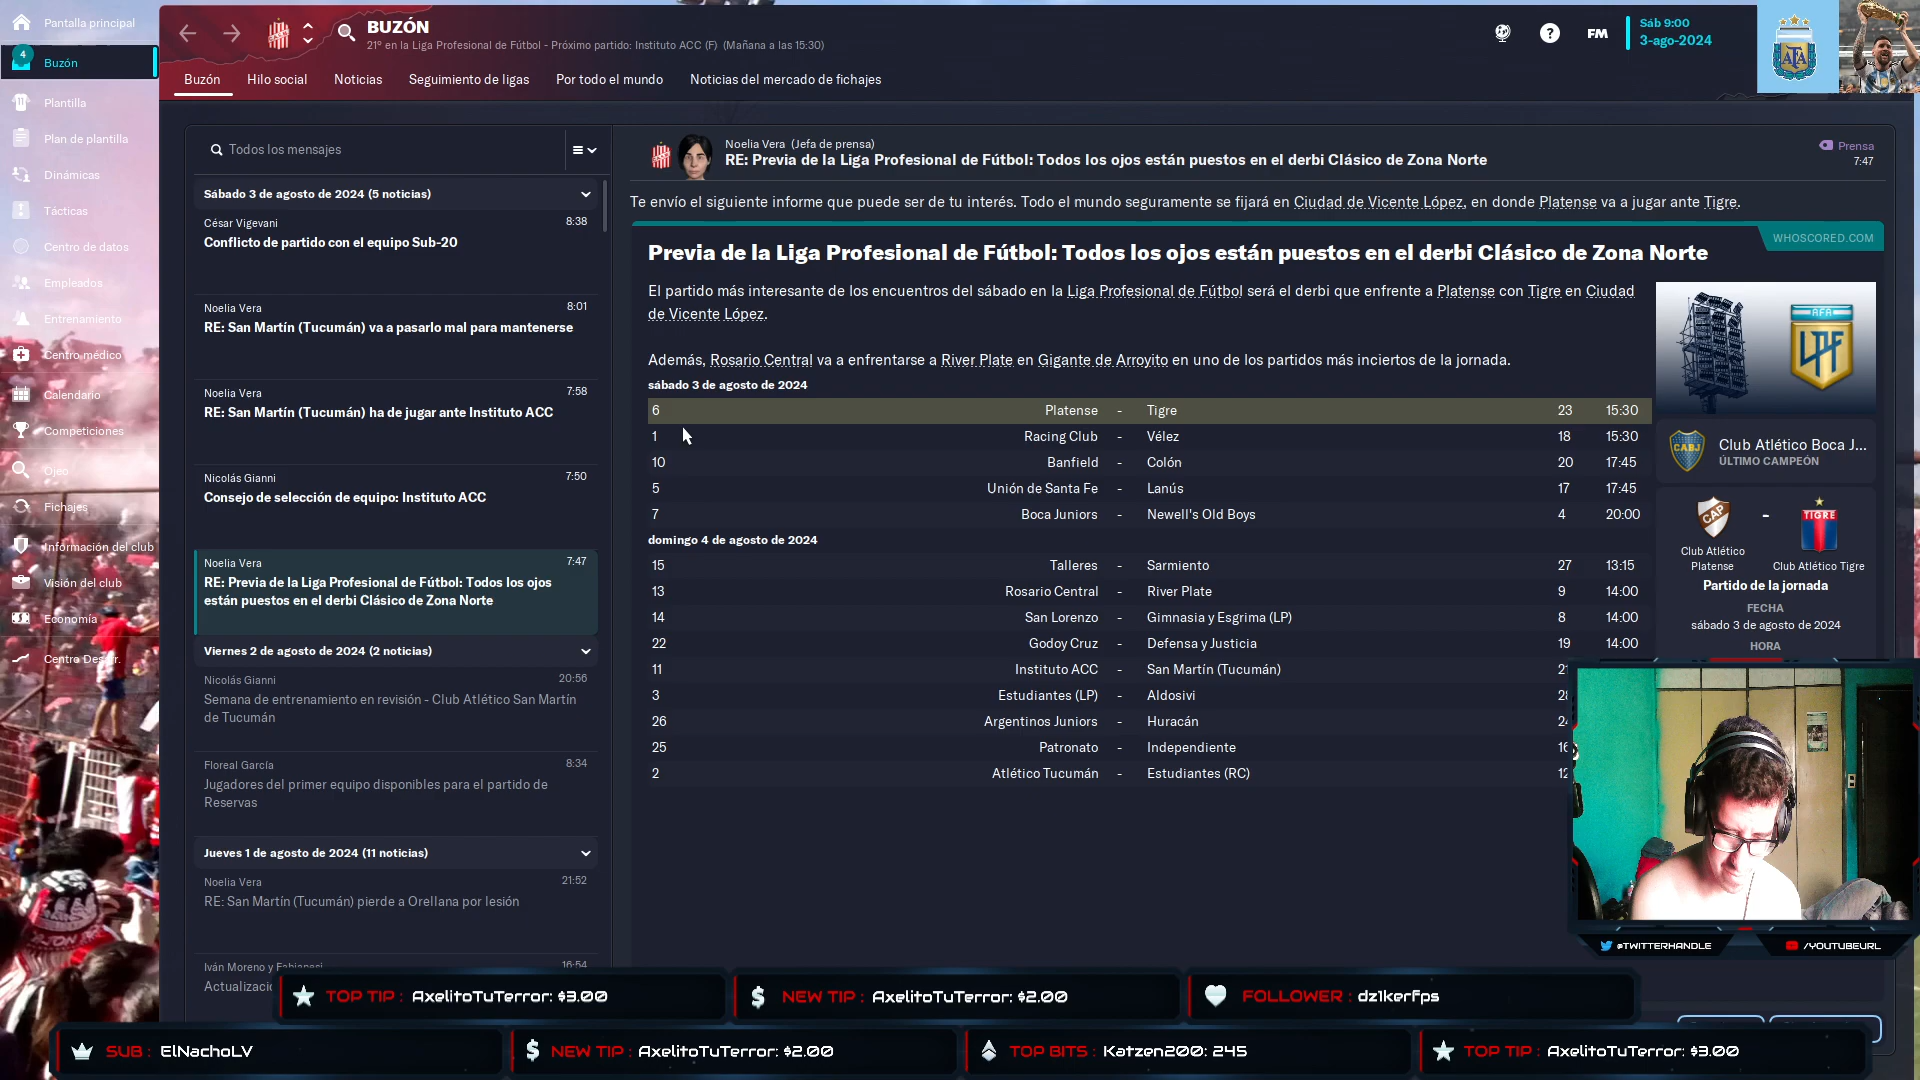 Pantalla principal
4
Buzón
Plantilla
Plan de plantilla
Dinámicas
Tácticas
Centro de datos
Empleados
Entrenamiento
Centro médico
Calendario
Competiciones
Ojeo
Fichajes
Información del club
Visión del club
Economía
BUZÓN
21º en la Liga Profesional de Fútbol - Próximo partido: Instituto ACC (F) (Mañana a las 15:30)
FM
Sáb 9:00
3-ago-2024
AFA
Buzón
Hilo social
Noticias
Seguimiento de ligas
Por todo el mundo
Noticias del mercado de fichajes
Todos los mensajes
Sábado 3 de agosto de 2024 (5 noticias)
César Vigevani 8:38
Conflicto de partido con el equipo Sub-20
Noelia Vera 8:01
RE: San Martín (Tucumán) va a pasarlo mal para mantenerse
Noelia Vera 7:58
RE: San Martín (Tucumán) ha de jugar ante Instituto ACC
Nicolás Gianni 7:50
Consejo de selección de equipo: Instituto ACC
Noelia Vera 7:47
RE: Previa de la Liga Profesional de Fútbol: Todos los ojos
están puestos en el derbi Clásico de Zona Norte
Viernes 2 de agosto de 2024 (2 noticias)
Nicolás Gianni 20:56
Semana de entrenamiento en revisión - Club Atlético San Martín
de Tucumán
Floreal García 8:34
Jugadores del primer equipo disponibles para el partido de
Reservas
Jueves 1 de agosto de 2024 (11 noticias)
Noelia Vera 21:52
RE: San Martín (Tucumán) pierde a Orellana por lesión
Iván Moreno y Fabianesi 16:54
Noelia Vera (Jefa de prensa)
RE: Previa de la Liga Profesional de Fútbol: Todos los ojos están puestos en el derbi Clásico de Zona Norte
Prensa
7:47
Te envío el siguiente informe que puede ser de tu interés. Todo el mundo seguramente se fijará en Ciudad de Vicente López, en donde Platense va a jugar ante Tigre.
WHOSCORED.COM
Previa de la Liga Profesional de Fútbol: Todos los ojos están puestos en el derbi Clásico de Zona Norte
El partido más interesante de los encuentros del sábado en la Liga Profesional de Fútbol será el derbi que enfrente a Platense con Tigre en Ciudad
de Vicente López.
Además, Rosario Central va a enfrentarse a River Plate en Gigante de Arroyito en uno de los partidos más inciertos de la jornada.
sábado 3 de agosto de 2024
6 Platense - Tigre 23 15:30
1 Racing Club - Vélez 18 15:30
10 Banfield - Colón 20 17:45
5 Unión de Santa Fe - Lanús 17 17:45
7 Boca Juniors - Newell's Old Boys 4 20:00
domingo 4 de agosto de 2024
15 Talleres - Sarmiento 27 13:15
13 Rosario Central - River Plate 9 14:00
14 San Lorenzo - Gimnasia y Esgrima (LP) 8 14:00
22 Godoy Cruz - Defensa y Justicia 19 14:00
11 Instituto ACC - San Martín (Tucumán)
3 Estudiantes (LP) - Aldosivi
26 Argentinos Juniors - Huracán
25 Patronato - Independiente
2 Atlético Tucumán - Estudiantes (RC)
AFA
LPF
CABJ
Club Atlético Boca J...
ÚLTIMO CAMPEÓN
CAP - TIGRE
Club Atlético
Platense
Club Atlético Tigre
Partido de la jornada
FECHA
sábado 3 de agosto de 2024
HORA
@TWITTERHANDLE
/YOUTUBEURL
TOP TIP : AxelitoTuTerror: $3.00
NEW TIP : AxelitoTuTerror: $2.00
FOLLOWER : dz1kerfps
SUB : ElNachoLV
NEW TIP : AxelitoTuTerror: $2.00
TOP BITS : Katzen200: 245
TOP TIP : AxelitoTuTerror: $3.00